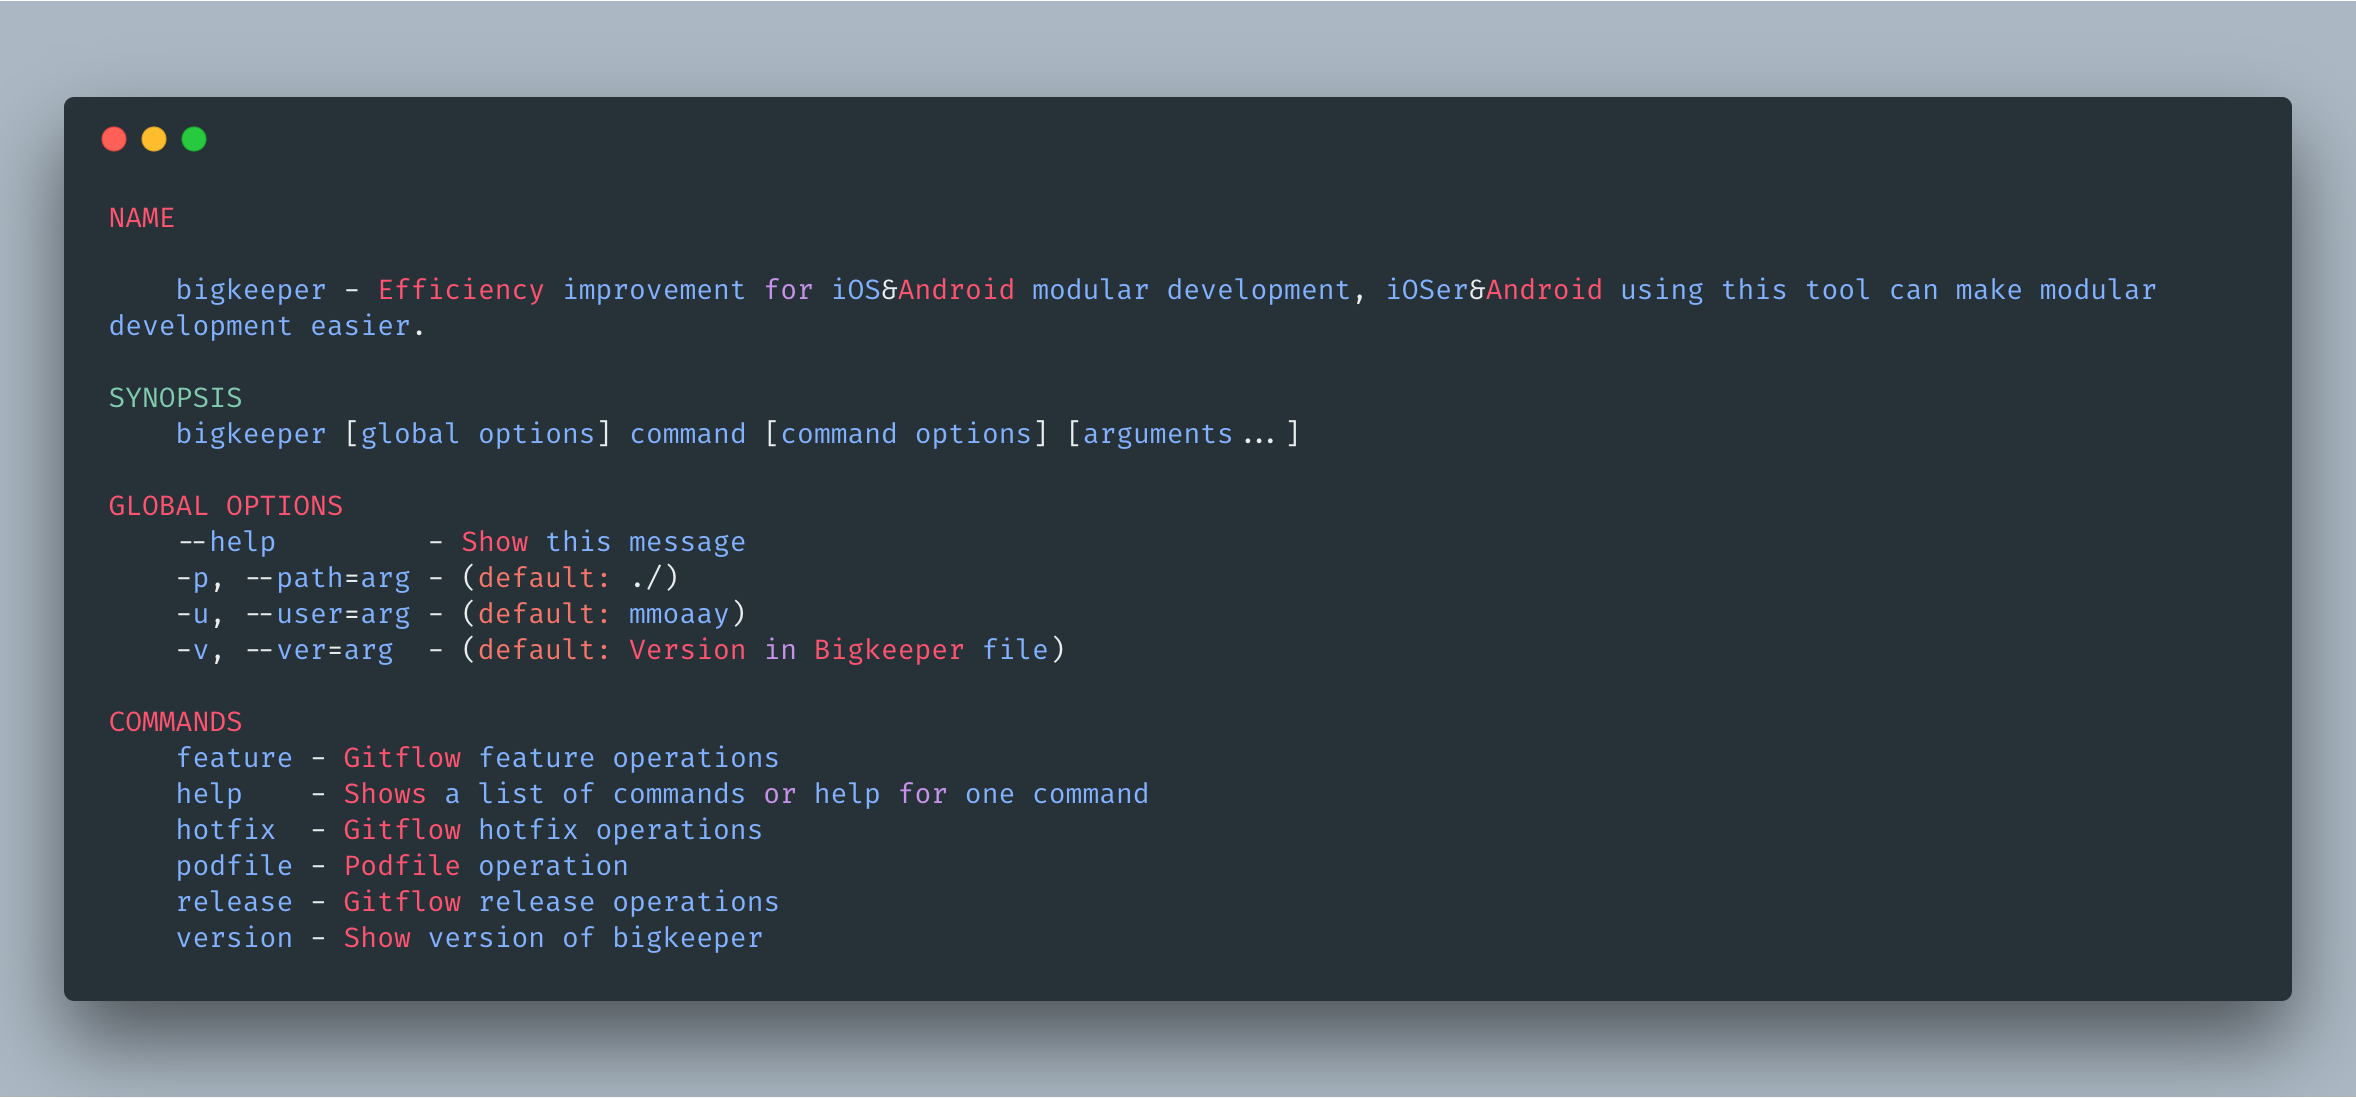 NAME

    bigkeeper - Efficiency improvement for iOS&Android modular development, iOSer&Android using this tool can make modular
development easier.

SYNOPSIS
    bigkeeper [global options] command [command options] [arguments...]

GLOBAL OPTIONS
    --help         - Show this message
    -p, --path=arg - (default: ./)
    -u, --user=arg - (default: mmoaay)
    -v, --ver=arg  - (default: Version in Bigkeeper file)

COMMANDS
    feature - Gitflow feature operations
    help    - Shows a list of commands or help for one command
    hotfix  - Gitflow hotfix operations
    podfile - Podfile operation
    release - Gitflow release operations
    version - Show version of bigkeeper